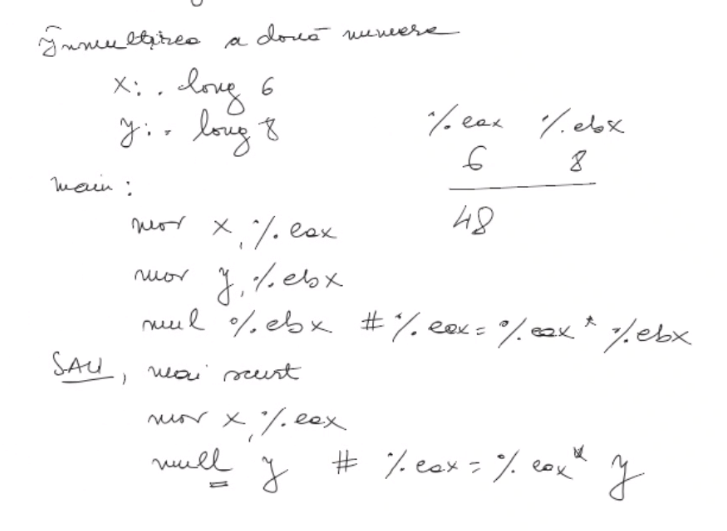 Înmulțirea a două numere
x: .long 6
y: .long 8
%eax %ebx
6 8
main:
48
mov x, %eax
mov y, %ebx
mul %ebx # %eax = %eax * %ebx
SAU, mai scurt
mov x, %eax
mull y # %eax = %eax * y